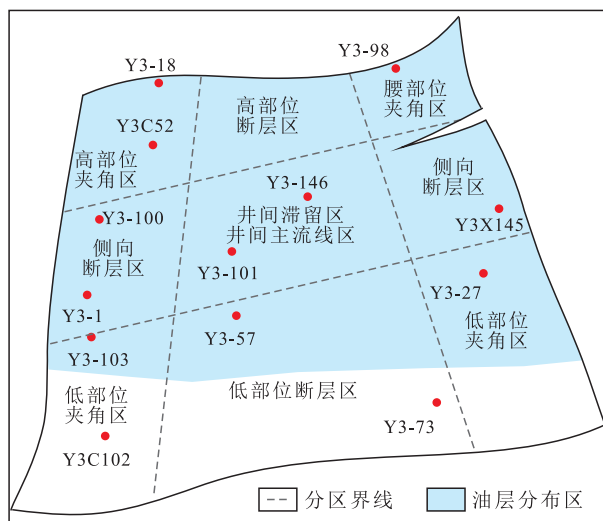 Y3-98
Y3-18
腰部位
夹角区
高部位
断层区
Y3C52
高部位
夹角区
侧向
断层区
Y3-146
Y3-100
井间滞留区
井间主流线区
Y3X145
侧向
断层区
Y3-101
Y3-27
Y3-1
Y3-57
低部位
夹角区
Y3-103
低部位断层区
低部位
夹角区
Y3-73
Y3C102
分区界线
油层分布区